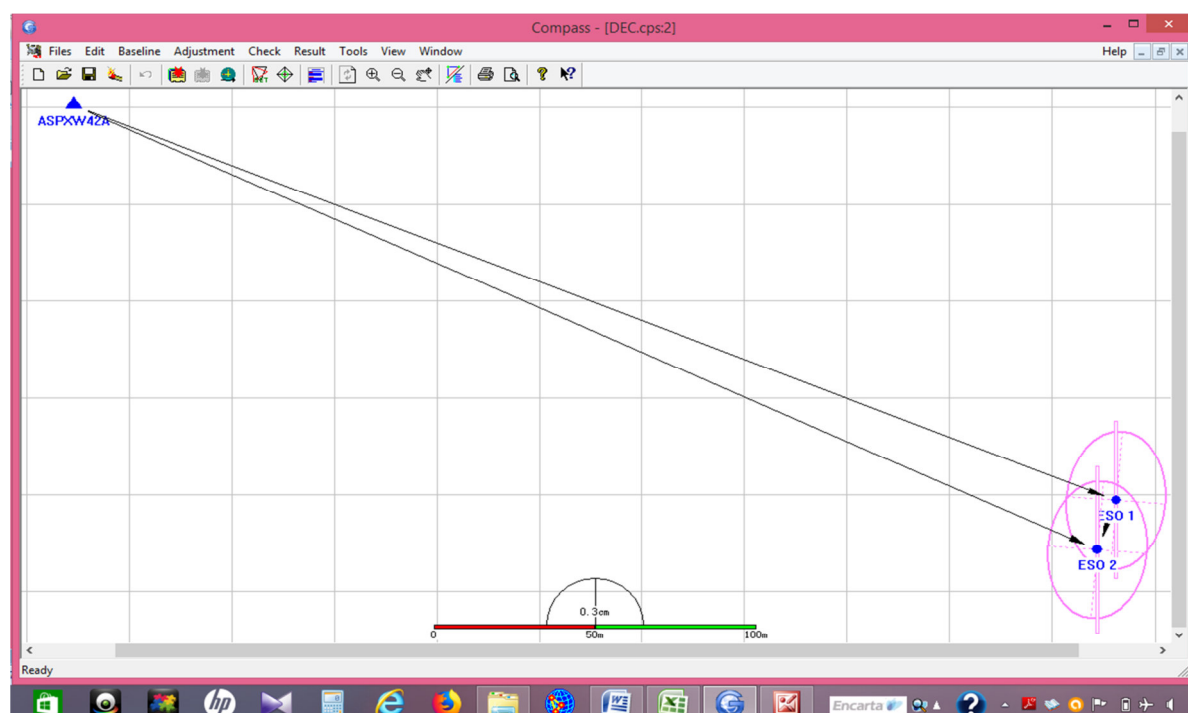 Compass - [DEC.cps:2]
Files Edit Baseline Adjustment Check Result Tools View Window Help
ASPXW42A
ESO 1
ESO 2
0.3cm
0 50m 100m
Ready
hp Encarta